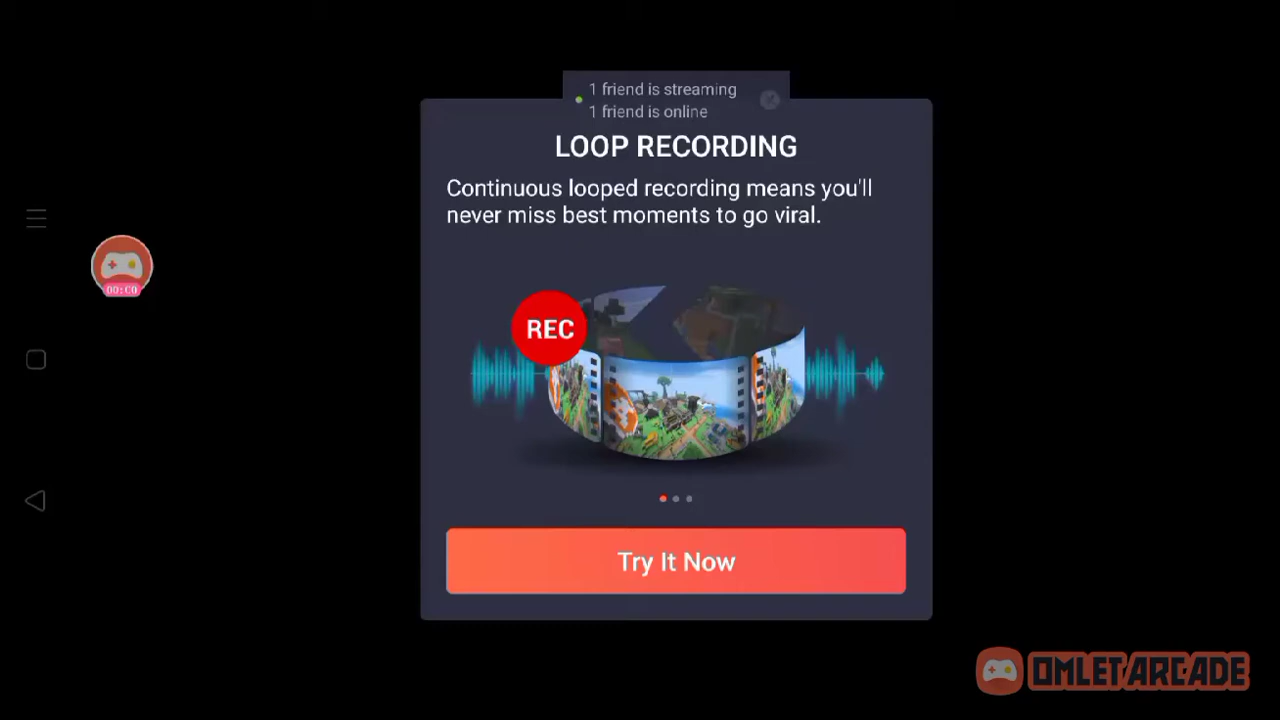 1 friend is streaming
1 friend is online
LOOP RECORDING
Continuous looped recording means you'll
never miss best moments to go viral.
REC
00:00
Try It Now
OMLET ARCADE